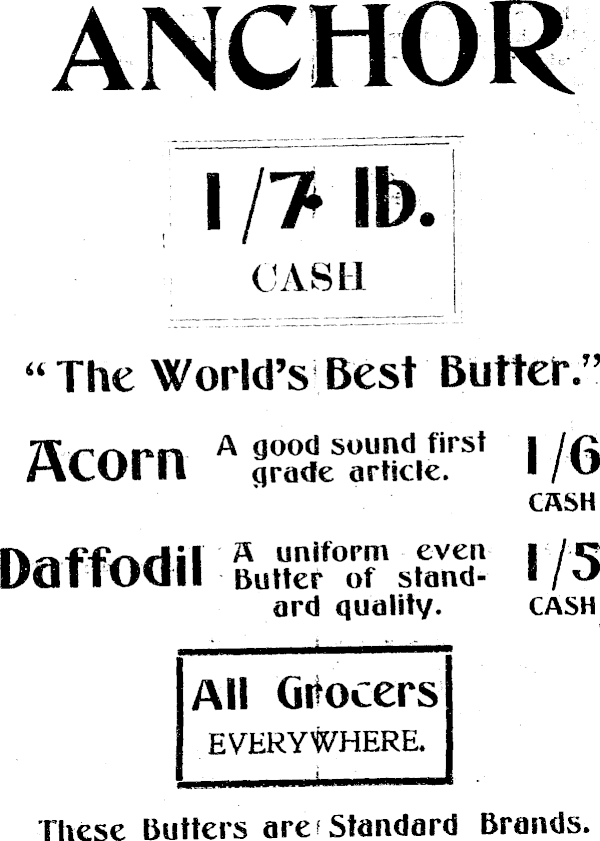 ANCHOR
1/7 lb.
CASH
“The World's Best Butter.”
Acorn A good sound first grade article. 1/6 CASH
Daffodil A uniform even Butter of stand-ard quality. 1/5 CASH
All Grocers
EVERYWHERE.
These Butters are Standard Brands.